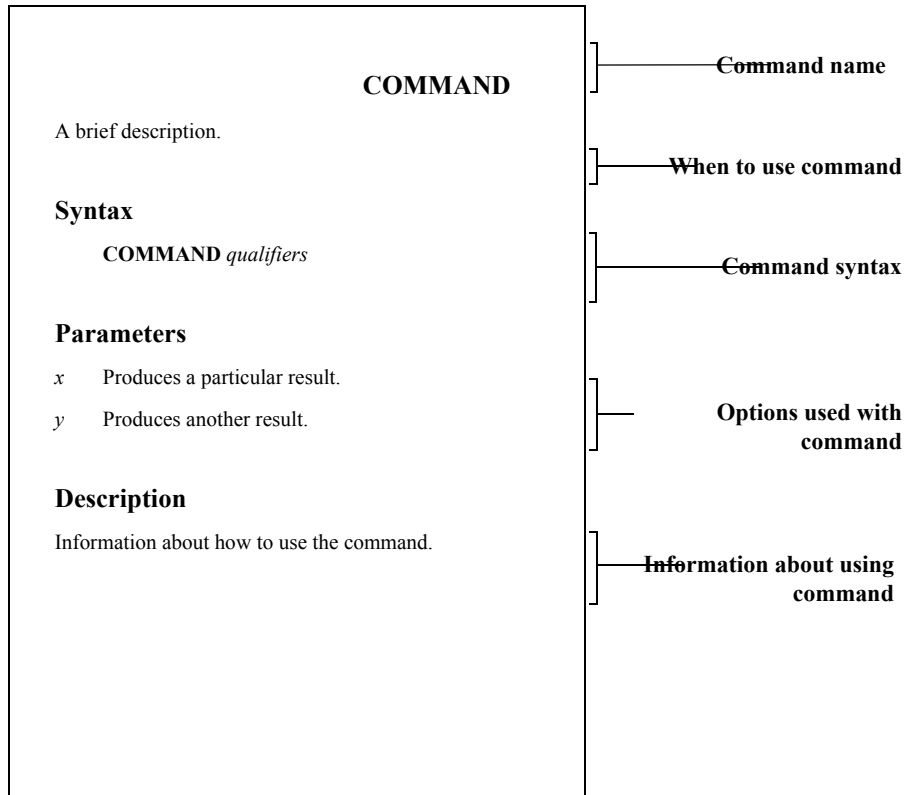 COMMAND
Command name
A brief description.
When to use command
Syntax
COMMAND qualifiers
Command syntax
Parameters
x Produces a particular result.
y Produces another result.
Options used with
command
Description
Information about how to use the command.
Information about using
command